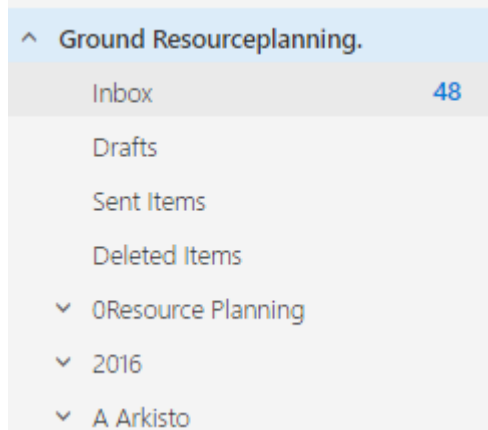 Ground Resourceplanning.
Inbox 48
Drafts
Sent Items
Deleted Items
0Resource Planning
2016
A Arkisto